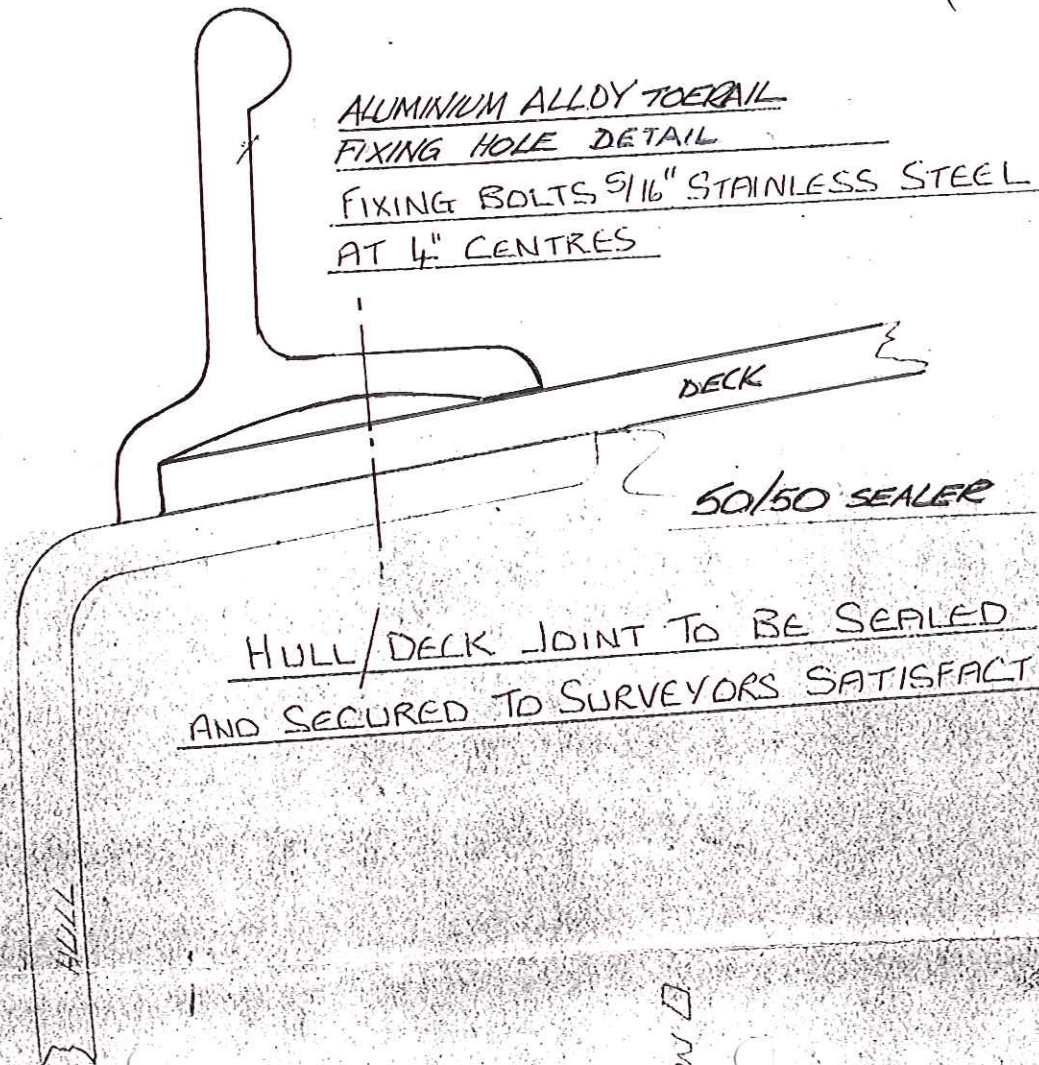 ALUMINIUM ALLOY TOERAIL
FIXING HOLE DETAIL
FIXING BOLTS 5/16" STAINLESS STEEL
AT 4" CENTRES
DECK
50/50 SEALER
HULL/DECK JOINT TO BE SEALED
AND SECURED TO SURVEYORS SATISFACT
HULL